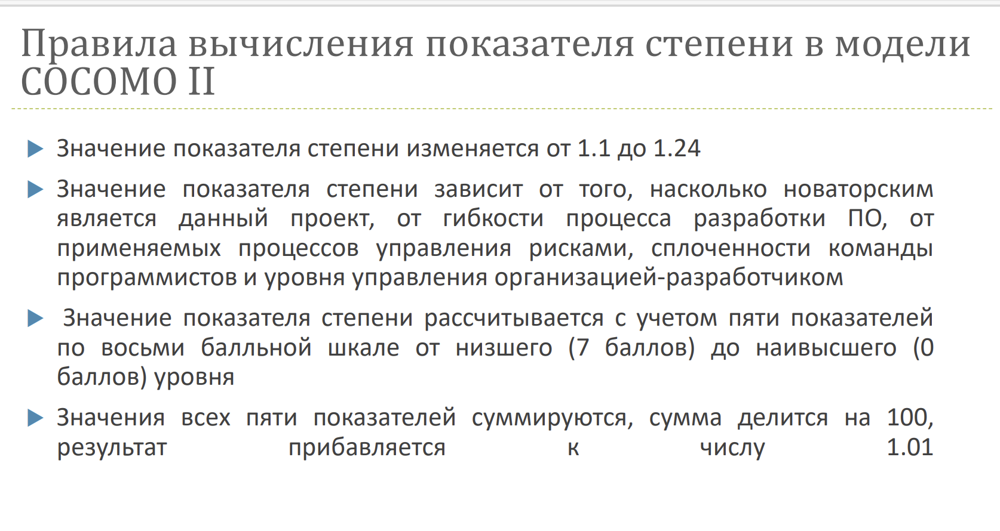 Правила вычисления показателя степени в модели
COCOMO II
Значение показателя степени изменяется от 1.1 до 1.24
Значение показателя степени зависит от того, насколько новаторским
является данный проект, от гибкости процесса разработки ПО, от
применяемых процессов управления рисками, сплоченности команды
программистов и уровня управления организацией-разработчиком
Значение показателя степени рассчитывается с учетом пяти показателей
по восьми балльной шкале от низшего (7 баллов) до наивысшего (0
баллов) уровня
Значения всех пяти показателей суммируются, сумма делится на 100,
результат прибавляется к числу 1.01